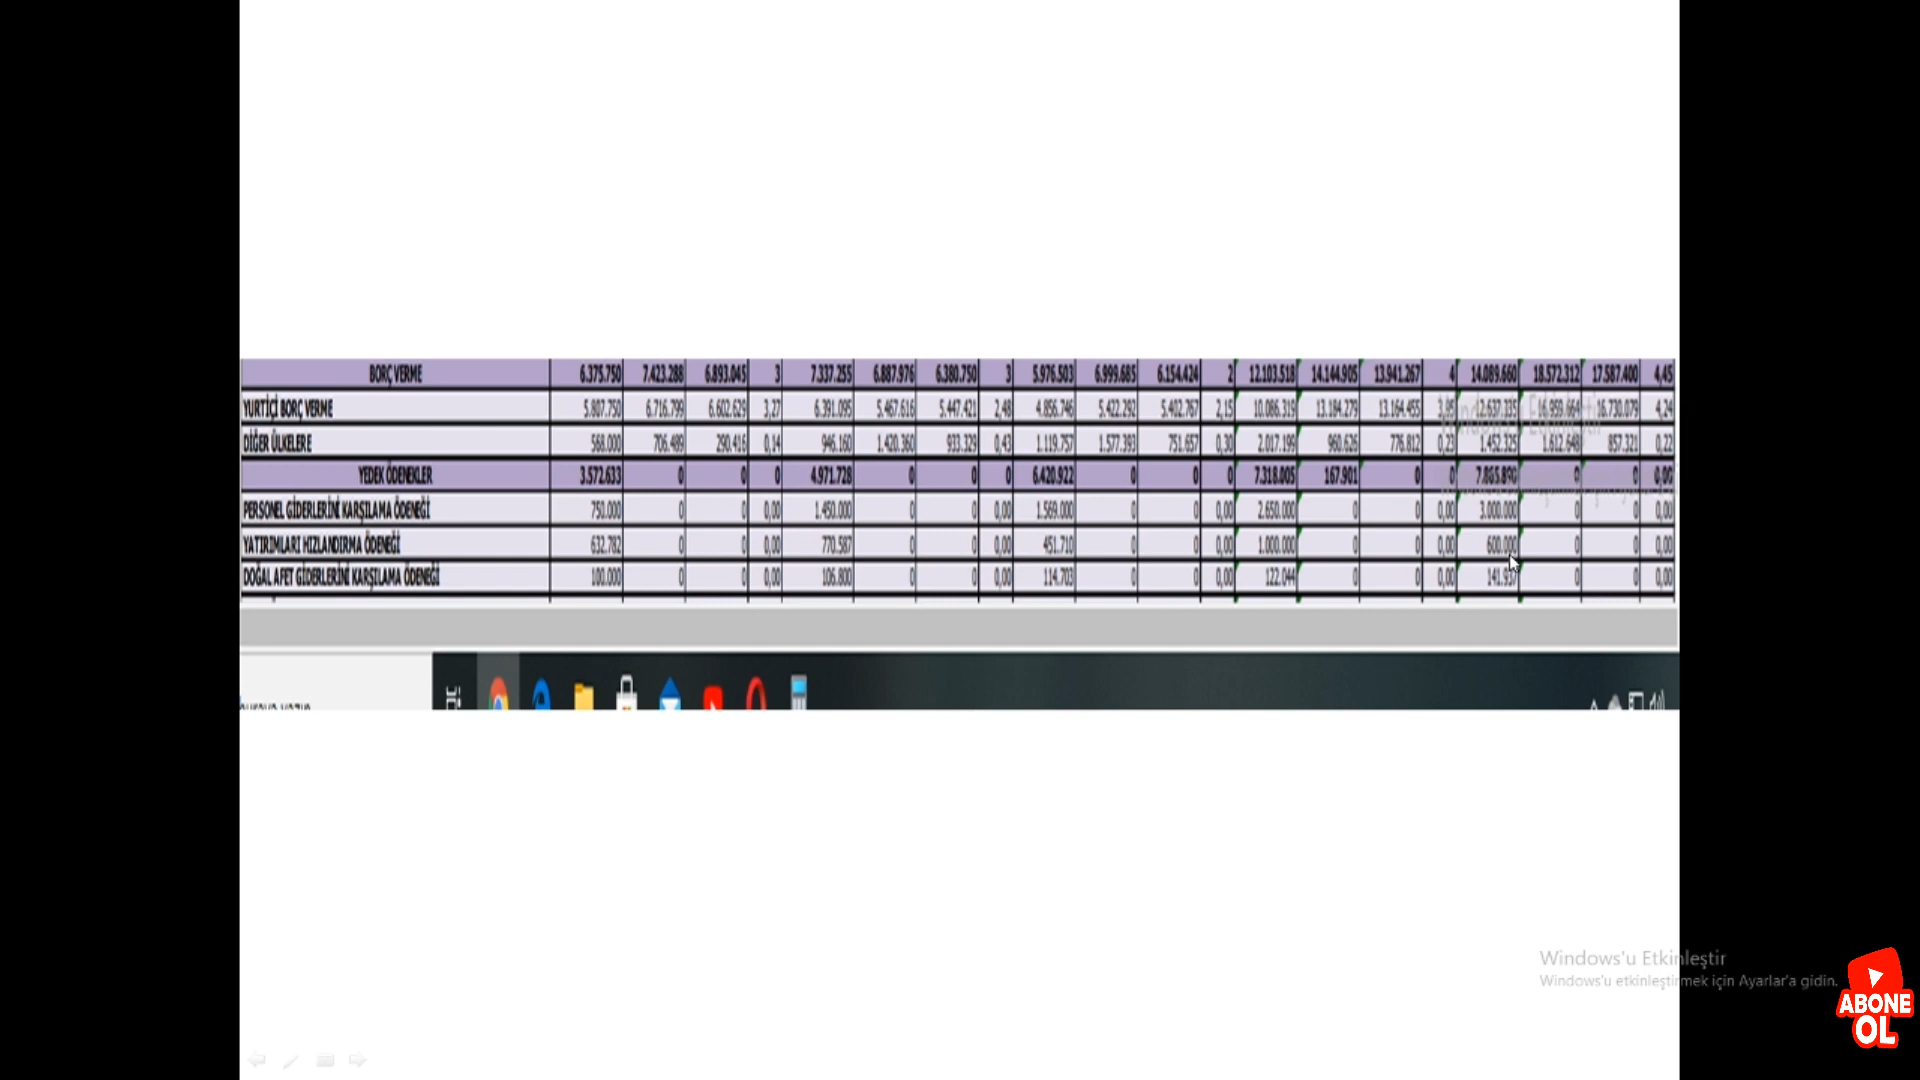 BORÇ VERME 6.375.750 7.423.288 6.893.045 3 7.337.255 6.887.976 6.380.750 3 5.976.503 6.999.685 6.154.424 2 12.103.518 14.144.905 13.941.267 4 14.089.660 18.572.312 17.587.400 4,45
YURTİÇİ BORÇ VERME 5.807.750 6.716.799 6.602.629 3,27 6.391.095 5.467.616 5.447.421 2,48 4.856.746 5.422.292 5.402.767 2,15 10.086.319 13.184.279 13.164.455 12.637.335 16.959.664 16.730.079 4,24
DİĞER ÜLKELERE 568.000 706.489 290.416 0,14 946.160 1.420.360 933.329 0,43 1.119.757 1.577.393 751.657 0,30 2.017.199 960.626 776.812 0,23 1.452.325 1.612.648 857.321 0,22
YEDEK ÖDENEKLER 3.572.633 0 0 0 4.971.728 0 0 0 6.420.922 0 0 0 7.318.005 167.901 0 0 7.865.890 0 0 0,00
PERSONEL GİDERLERİNİ KARŞILAMA ÖDENEĞİ 750.000 0 0 0,00 1.450.000 0 0 0,00 1.569.000 0 0 0,00 2.650.000 0 0 0,00 3.000.000 0 0 0,00
YATIRIMLARI HIZLANDIRMA ÖDENEĞİ 632.782 0 0 0,00 770.587 0 0 0,00 451.710 0 0 0,00 1.000.000 0 0 0,00 600.000 0 0 0,00
DOĞAL AFET GİDERLERİNİ KARŞILAMA ÖDENEĞİ 100.000 0 0 0,00 106.800 0 0 0,00 114.703 0 0 0,00 122.044 0 0 0,00 0 0 0,00
Windows'u Etkinleştir
Windows'u etkinleştirmek için Ayarlar'a gidin.
ABONE
OL